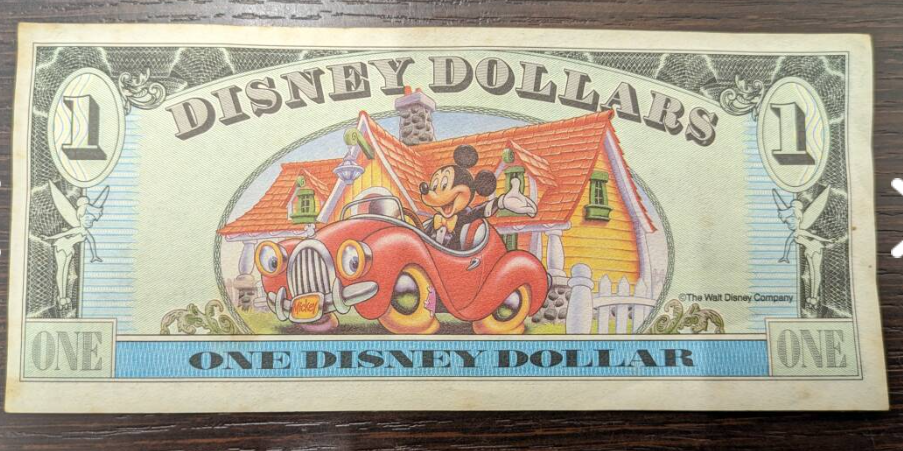 DISNEY DOLLARS
1
1
Mickey
©The Walt Disney Company
ONE
ONE DISNEY DOLLAR
ONE